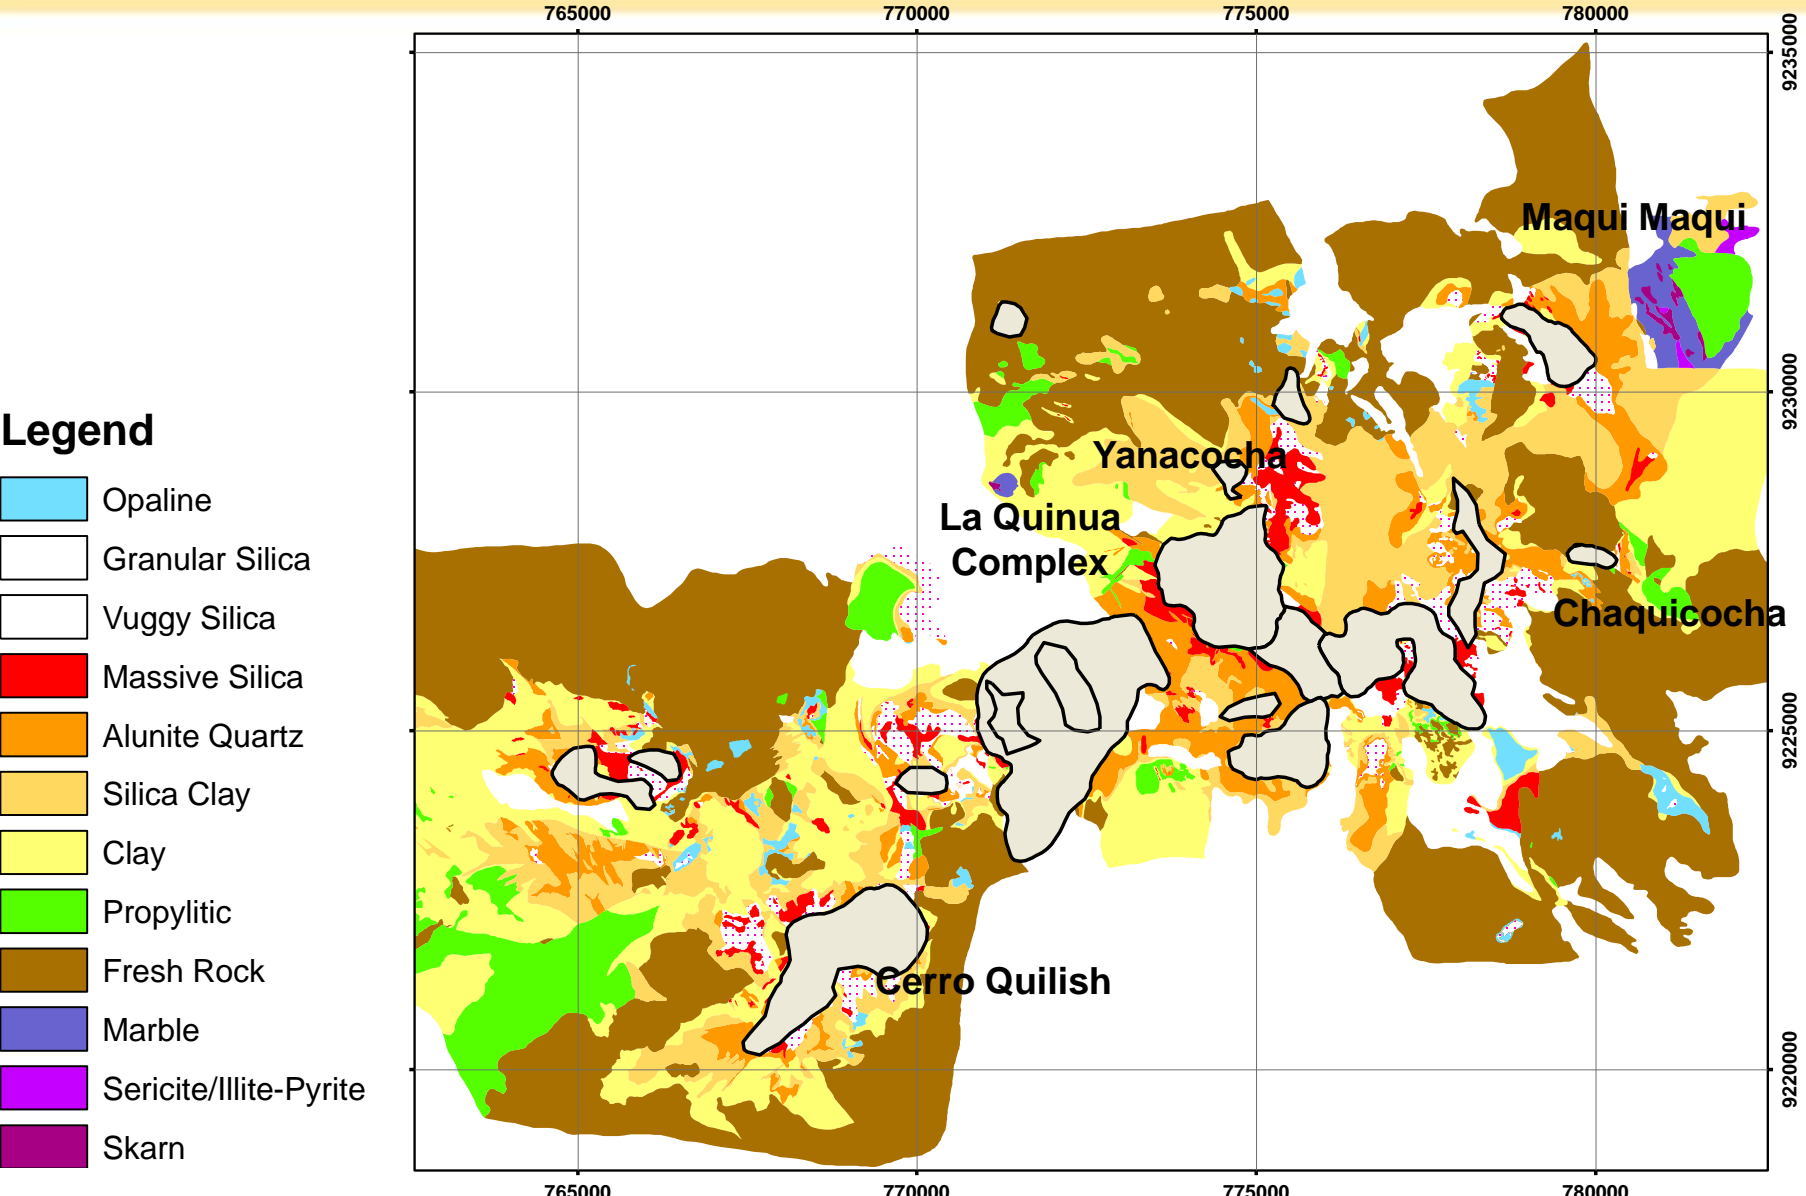 765000 770000 775000 780000
9235000
9230000
9225000
9220000
Maqui Maqui
Yanacocha
La Quinua
Complex
Chaquicocha
Cerro Quilish
Legend
Opaline
Granular Silica
Vuggy Silica
Massive Silica
Alunite Quartz
Silica Clay
Clay
Propylitic
Fresh Rock
Marble
Sericite/Illite-Pyrite
Skarn
765000 770000 775000 780000